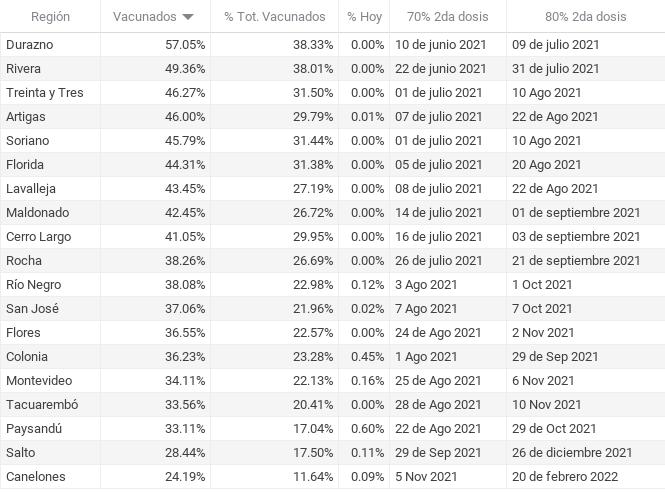 Región Vacunados % Tot. Vacunados % Hoy 70% 2da dosis 80% 2da dosis
Durazno 57.05% 38.33% 0.00% 10 de junio 2021 09 de julio 2021
Rivera 49.36% 38.01% 0.00% 22 de junio 2021 31 de julio 2021
Treinta y Tres 46.27% 31.50% 0.00% 01 de julio 2021 10 Ago 2021
Artigas 46.00% 29.79% 0.01% 07 de julio 2021 22 de Ago 2021
Soriano 45.79% 31.44% 0.00% 01 de julio 2021 10 Ago 2021
Florida 44.31% 31.38% 0.00% 05 de julio 2021 20 Ago 2021
Lavalleja 43.45% 27.19% 0.00% 08 de julio 2021 22 de Ago 2021
Maldonado 42.45% 26.72% 0.00% 14 de julio 2021 01 de septiembre 2021
Cerro Largo 41.05% 29.95% 0.00% 16 de julio 2021 03 de septiembre 2021
Rocha 38.26% 26.69% 0.00% 26 de julio 2021 21 de septiembre 2021
Río Negro 38.08% 22.98% 0.12% 3 Ago 2021 1 Oct 2021
San José 37.06% 21.96% 0.02% 7 Ago 2021 7 Oct 2021
Flores 36.55% 22.57% 0.00% 24 de Ago 2021 2 Nov 2021
Colonia 36.23% 23.28% 0.45% 1 Ago 2021 29 de Sep 2021
Montevideo 34.11% 22.13% 0.16% 25 de Ago 2021 6 Nov 2021
Tacuarembó 33.56% 20.41% 0.00% 28 de Ago 2021 10 Nov 2021
Paysandú 33.11% 17.04% 0.60% 22 de Ago 2021 29 de Oct 2021
Salto 28.44% 17.50% 0.11% 29 de Sep 2021 26 de diciembre 2021
Canelones 24.19% 11.64% 0.09% 5 Nov 2021 20 de febrero 2022